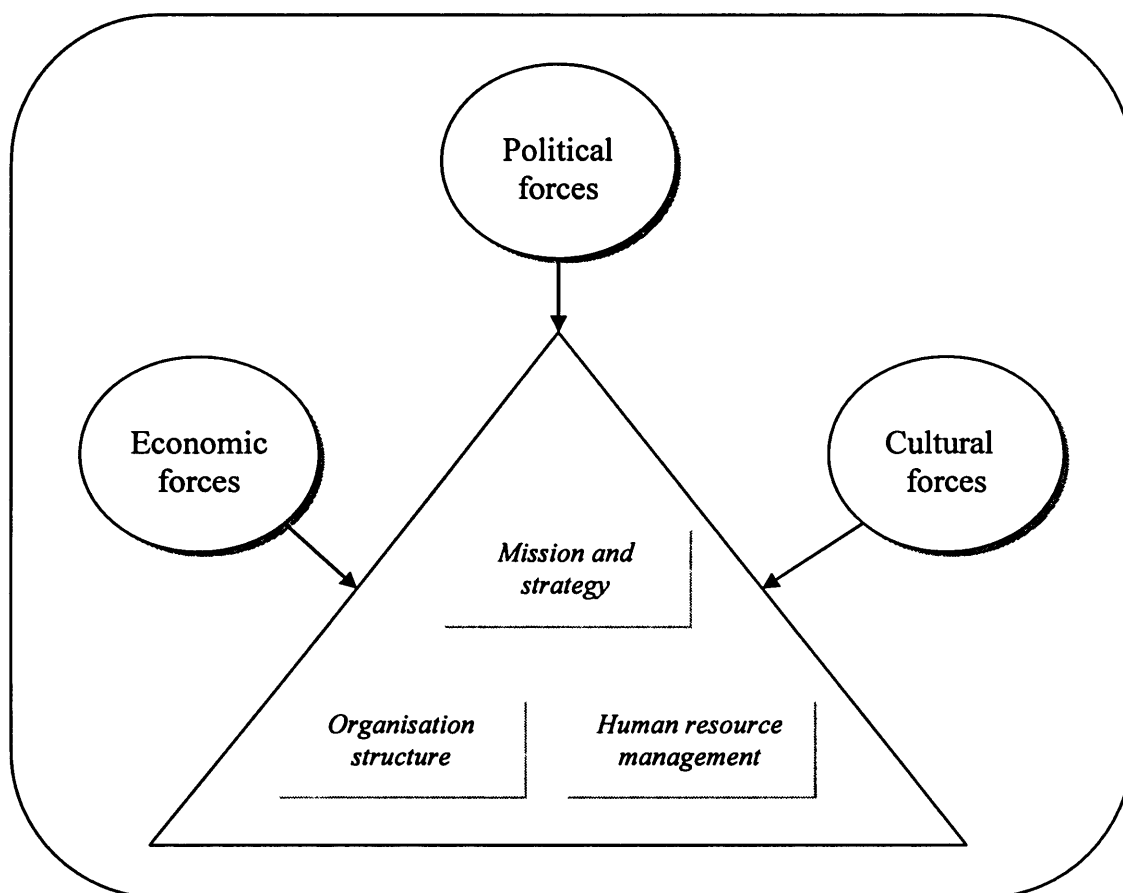 Political
forces
Economic
forces
Cultural
forces
Mission and
strategy
Organisation
structure
Human resource
management